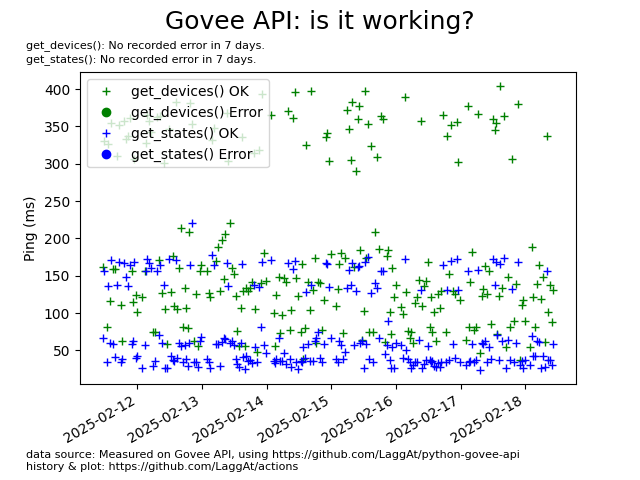 Govee API: is it working?
get_devices(): No recorded error in 7 days.
get_states(): No recorded error in 7 days.
get_devices() OK
get_devices() Error
get_states() OK
get_states() Error
Ping (ms)
400
350
300
250
200
150
100
50
2025-02-12
2025-02-13
2025-02-14
2025-02-15
2025-02-16
2025-02-17
2025-02-18
data source: Measured on Govee API, using https://github.com/LaggAt/python-govee-api
history & plot: https://github.com/LaggAt/actions